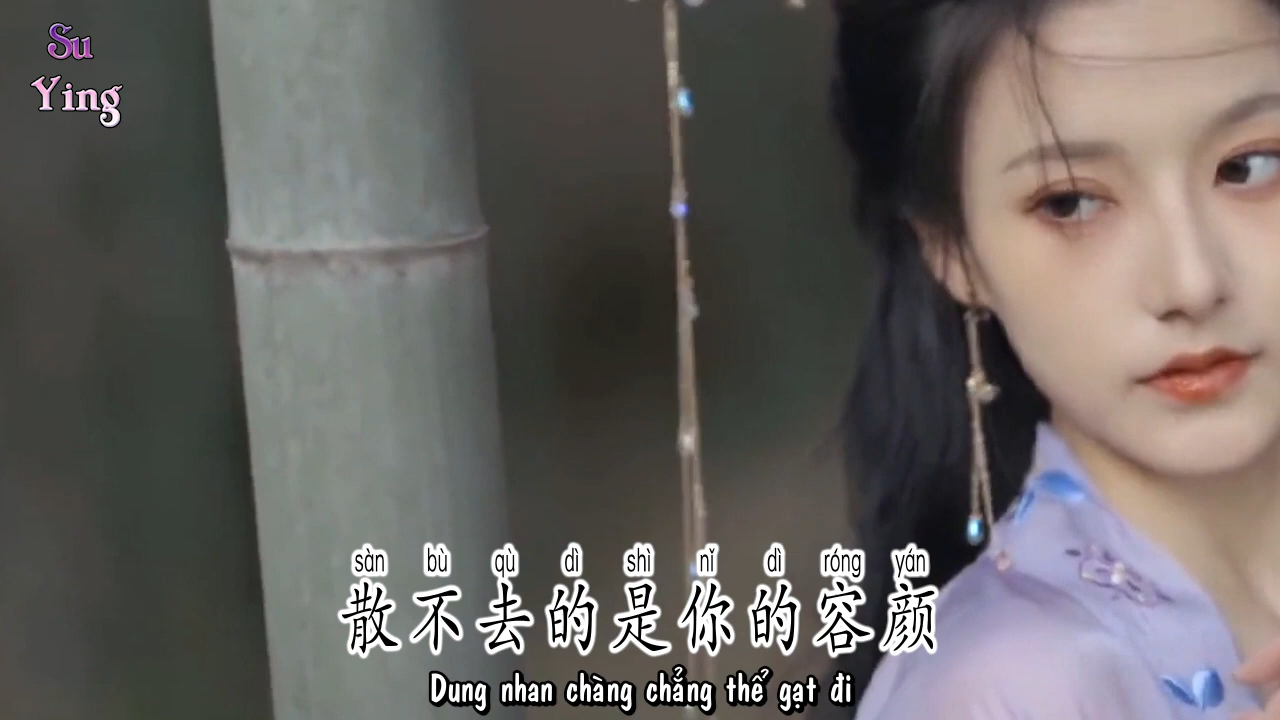 Su
Ying
sàn bù qù dì shì nǐ dì róng yán
散不去的是你的容颜
Dung nhan chàng chẳng thể gạt đi